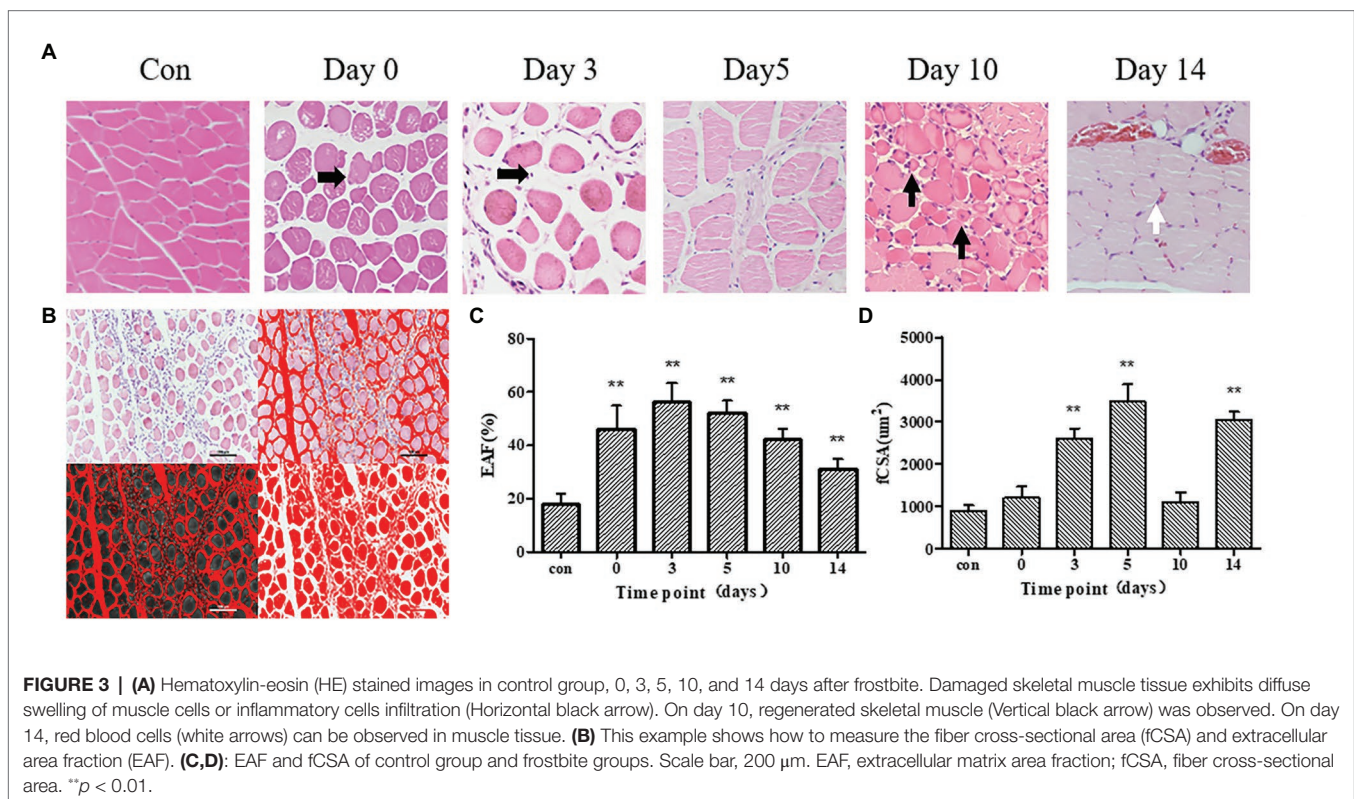 A
Con Day 0 Day 3 Day5 Day 10 Day 14
B
C
EAF(%)
80
60
40
20
0
** ** ** ** **
con 0 3 5 10 14
Time point (days)
D
fCSA(um²)
5000
4000
3000
2000
1000
0
** ** **
con 0 3 5 10 14
Time point (days)
FIGURE 3 | (A) Hematoxylin-eosin (HE) stained images in control group, 0, 3, 5, 10, and 14 days after frostbite. Damaged skeletal muscle tissue exhibits diffuse
swelling of muscle cells or inflammatory cells infiltration (Horizontal black arrow). On day 10, regenerated skeletal muscle (Vertical black arrow) was observed. On day
14, red blood cells (white arrows) can be observed in muscle tissue. (B) This example shows how to measure the fiber cross-sectional area (fCSA) and extracellular
area fraction (EAF). (C,D): EAF and fCSA of control group and frostbite groups. Scale bar, 200 μm. EAF, extracellular matrix area fraction; fCSA, fiber cross-sectional
area. **p < 0.01.